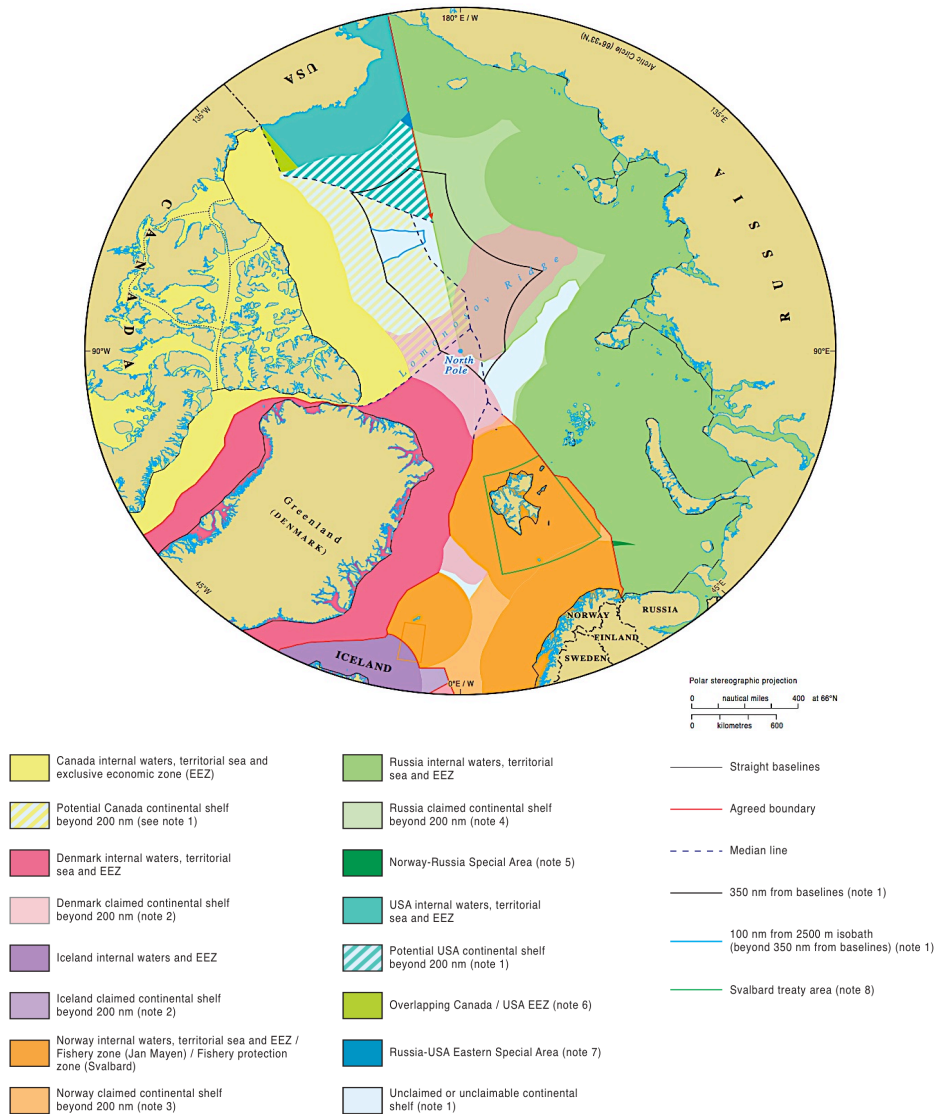 180° E / W
Arctic Circle (66°33'N)
USA
135°W
135°E
CANADA
RUSSIA
Lomonosov Ridge
90°W
90°E
North
Pole
Greenland
(DENMARK)
45°W
45°E
NORWAY
RUSSIA
FINLAND
SWEDEN
ICELAND
0°E / W
Polar stereographic projection
0 nautical miles 400 at 66°N
0 kilometres 600
Canada internal waters, territorial sea and
exclusive economic zone (EEZ)
Potential Canada continental shelf
beyond 200 nm (see note 1)
Denmark internal waters, territorial
sea and EEZ
Denmark claimed continental shelf
beyond 200 nm (note 2)
Iceland internal waters and EEZ
Iceland claimed continental shelf
beyond 200 nm (note 2)
Norway internal waters, territorial sea and EEZ /
Fishery zone (Jan Mayen) / Fishery protection
zone (Svalbard)
Norway claimed continental shelf
beyond 200 nm (note 3)
Russia internal waters, territorial
sea and EEZ
Russia claimed continental shelf
beyond 200 nm (note 4)
Norway-Russia Special Area (note 5)
USA internal waters, territorial
sea and EEZ
Potential USA continental shelf
beyond 200 nm (note 1)
Overlapping Canada / USA EEZ (note 6)
Russia-USA Eastern Special Area (note 7)
Unclaimed or unclaimable continental
shelf (note 1)
Straight baselines
Agreed boundary
Median line
350 nm from baselines (note 1)
100 nm from 2500 m isobath
(beyond 350 nm from baselines) (note 1)
Svalbard treaty area (note 8)